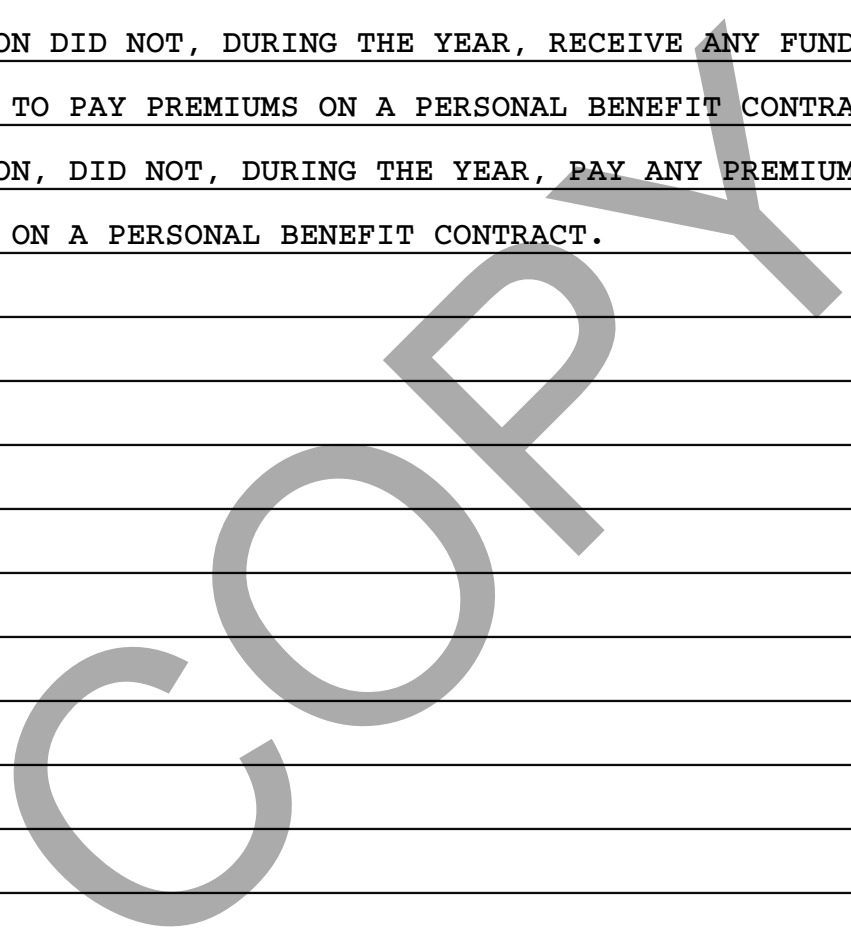 ON DID NOT, DURING THE YEAR, RECEIVE ANY FUND
TO PAY PREMIUMS ON A PERSONAL BENEFIT CONTRA
ON, DID NOT, DURING THE YEAR, PAY ANY PREMIUM
ON A PERSONAL BENEFIT CONTRACT.
COPY